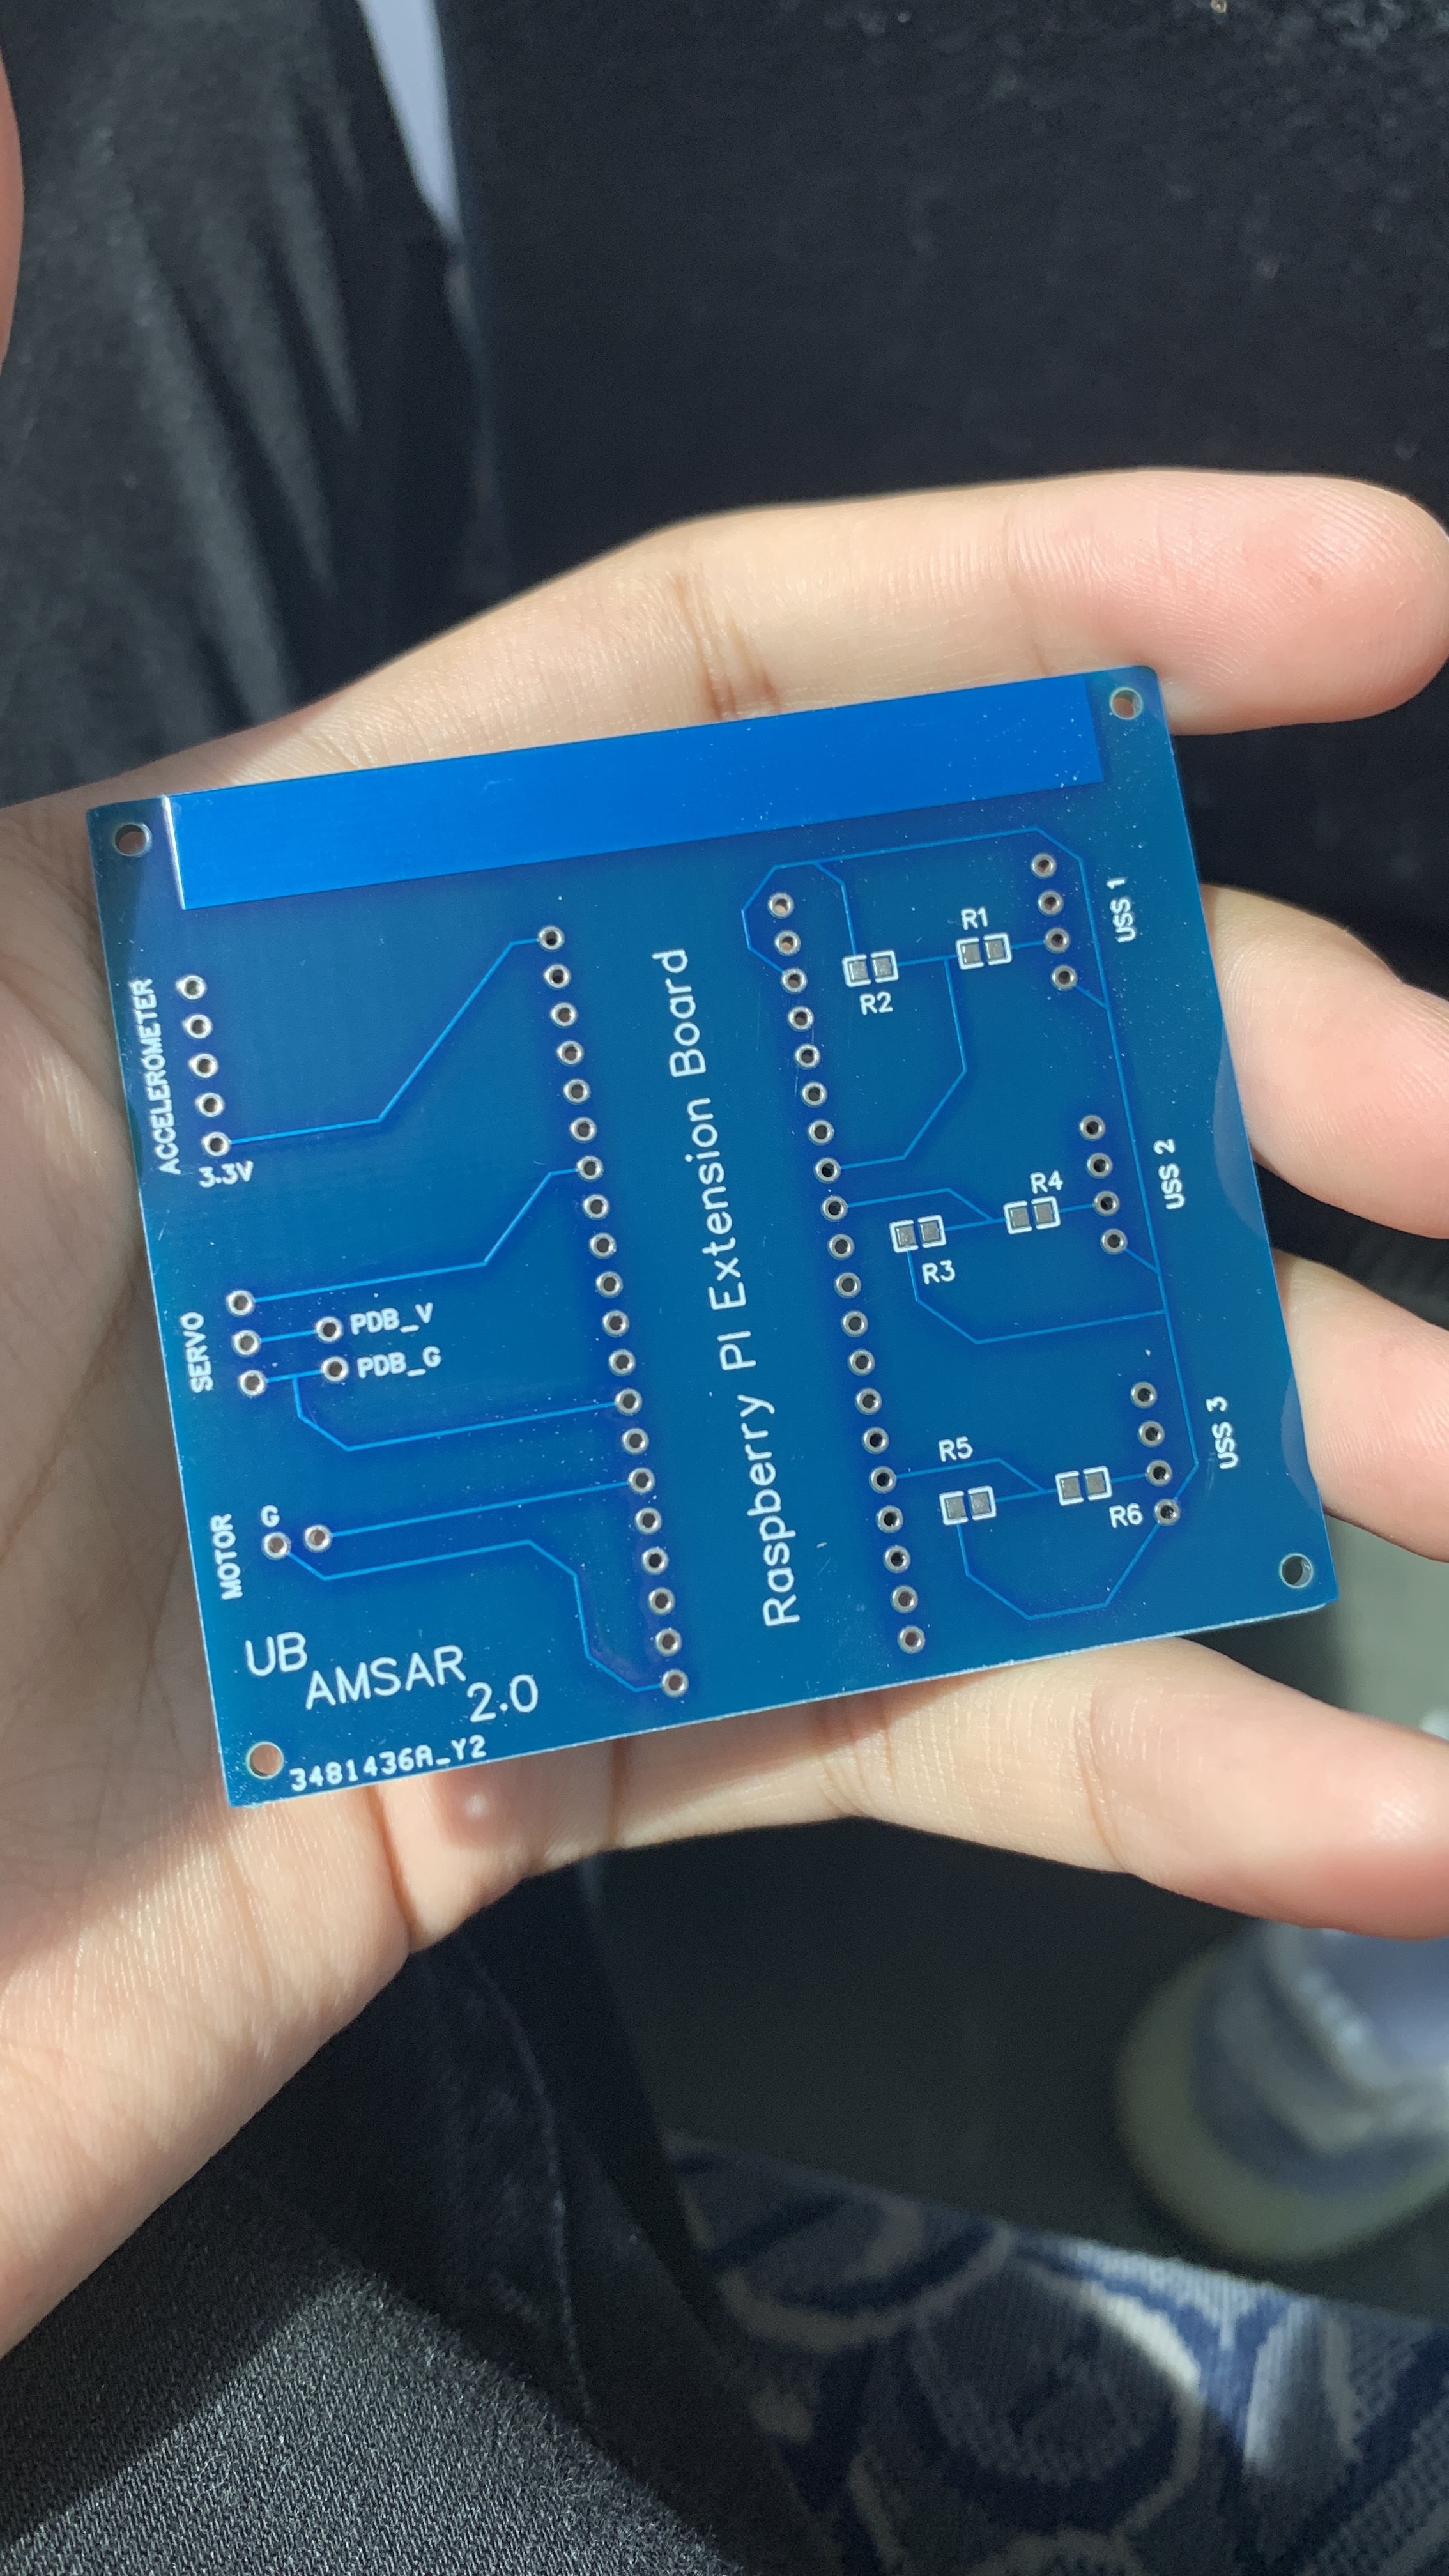 ACCELEROMETER
3.3V
SERVO
PDB_V
PDB_G
MOTOR
G
UB
AMSAR
2.0
3481436A_Y2
Raspberry PI Extension Board
R1
R2
USS 1
R4
R3
USS 2
R5
R6
USS 3